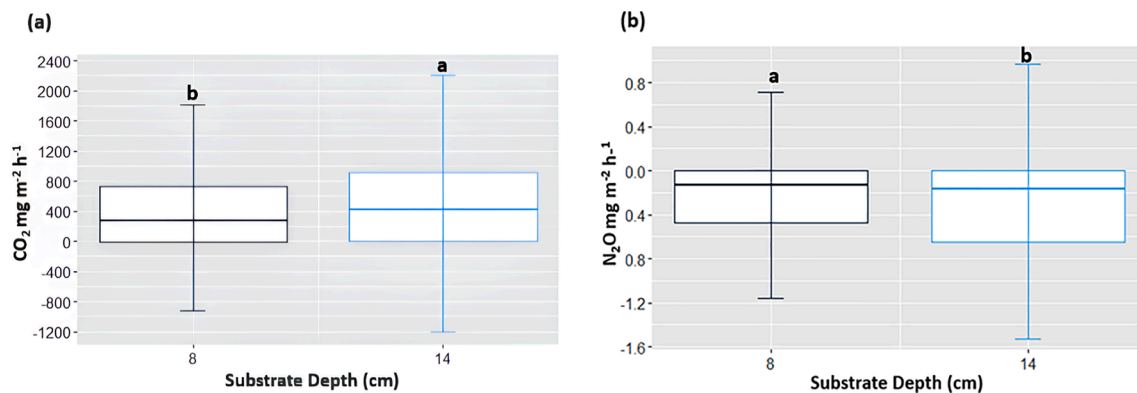 (a)
2400
2000
1600
1200
800
400
0
-400
-800
-1200
CO₂ mg m⁻² h⁻¹
b
a
8
14
Substrate Depth (cm)
(b)
0.8
0.4
0.0
0.4
0.8
-1.2
-1.6
N₂O mg m⁻² h-¹
a
b
8
14
Substrate Depth (cm)